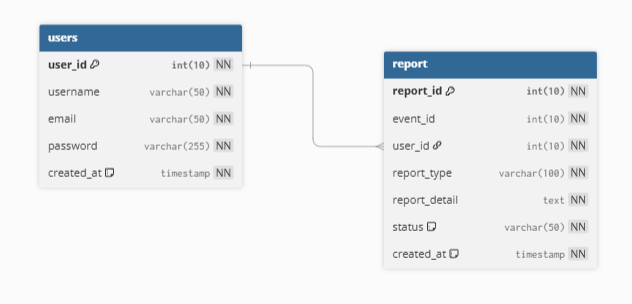 users
user_id int(10) NN
username varchar(50) NN
email varchar(50) NN
password varchar(255) NN
created_at timestamp NN
report
report_id int(10) NN
event_id int(10) NN
user_id int(10) NN
report_type varchar(100) NN
report_detail text NN
status varchar(50) NN
created_at timestamp NN